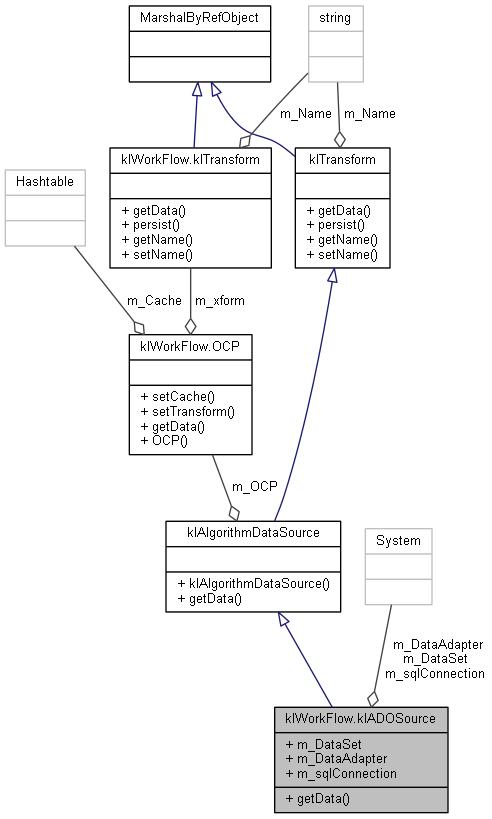 MarshalByRefObject
string
m_Name
m_Name
klWorkFlow.klTransform
+ getData()
+ persist()
+ getName()
+ setName()
klTransform
+ getData()
+ persist()
+ getName()
+ setName()
Hashtable
m_Cache
m_xform
klWorkFlow.OCP
+ setCache()
+ setTransform()
+ getData()
+ OCP()
m_OCP
klAlgorithmDataSource
+ klAlgorithmDataSource()
+ getData()
System
m_DataAdapter
m_DataSet
m_sqlConnection
klWorkFlow.klADOSource
+ m_DataSet
+ m_DataAdapter
+ m_sqlConnection
+ getData()